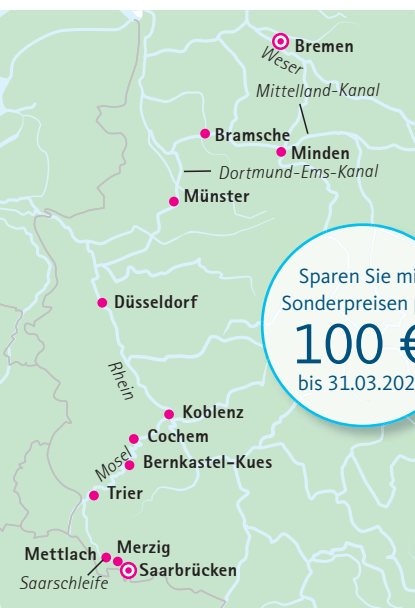 Bremen
Weser
Mittelland-Kanal
Bramsche
Minden
Dortmund-Ems-Kanal
Münster
Sparen Sie
Sonderpreisen
100 €
bis 31.03.202
Düsseldorf
Rhein
Koblenz
Cochem
Mosel
Bernkastel-Kues
Trier
Mettlach
Merzig
Saarbrücken
Saarschleife